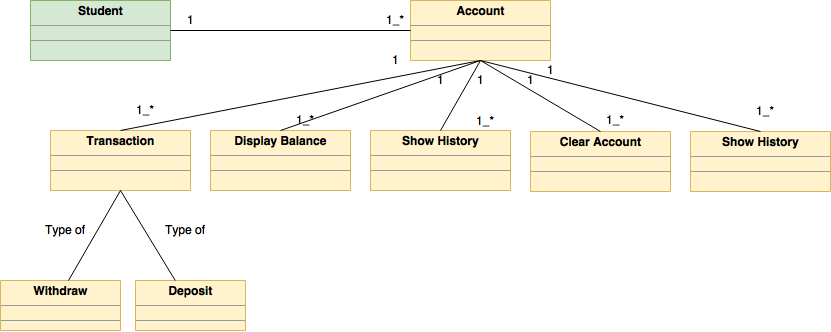 Student
Account
1
1_*
1
1
1
1
1
1_*
1_*
1_*
1_*
1_*
Transaction
Display Balance
Show History
Clear Account
Show History
Type of
Type of
Withdraw
Deposit